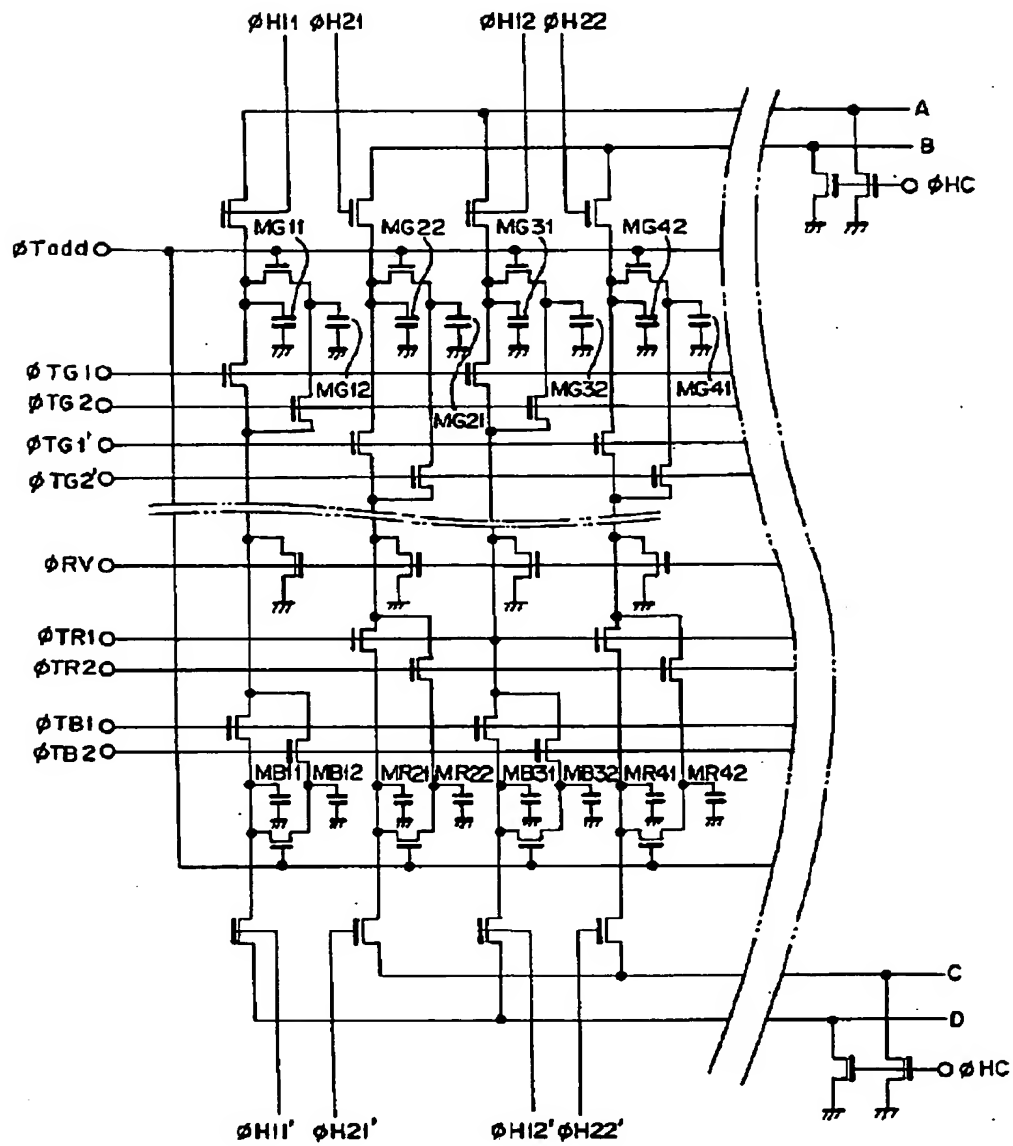 ØH11 ØH21 ØH12 ØH22
A
B
ØHC
MG11 MG22 MG31 MG42
ØTadd
ØTG1
MG12 MG32 MG41
ØTG2
MG21
ØTG1'
ØTG2'
ØRV
ØTR1
ØTR2
ØTB1
ØTB2
MB11 MB12 MR21 MR22 MB31 MB32 MR41 MR42
C
D
ØHC
ØH11' ØH21' ØH12' ØH22'